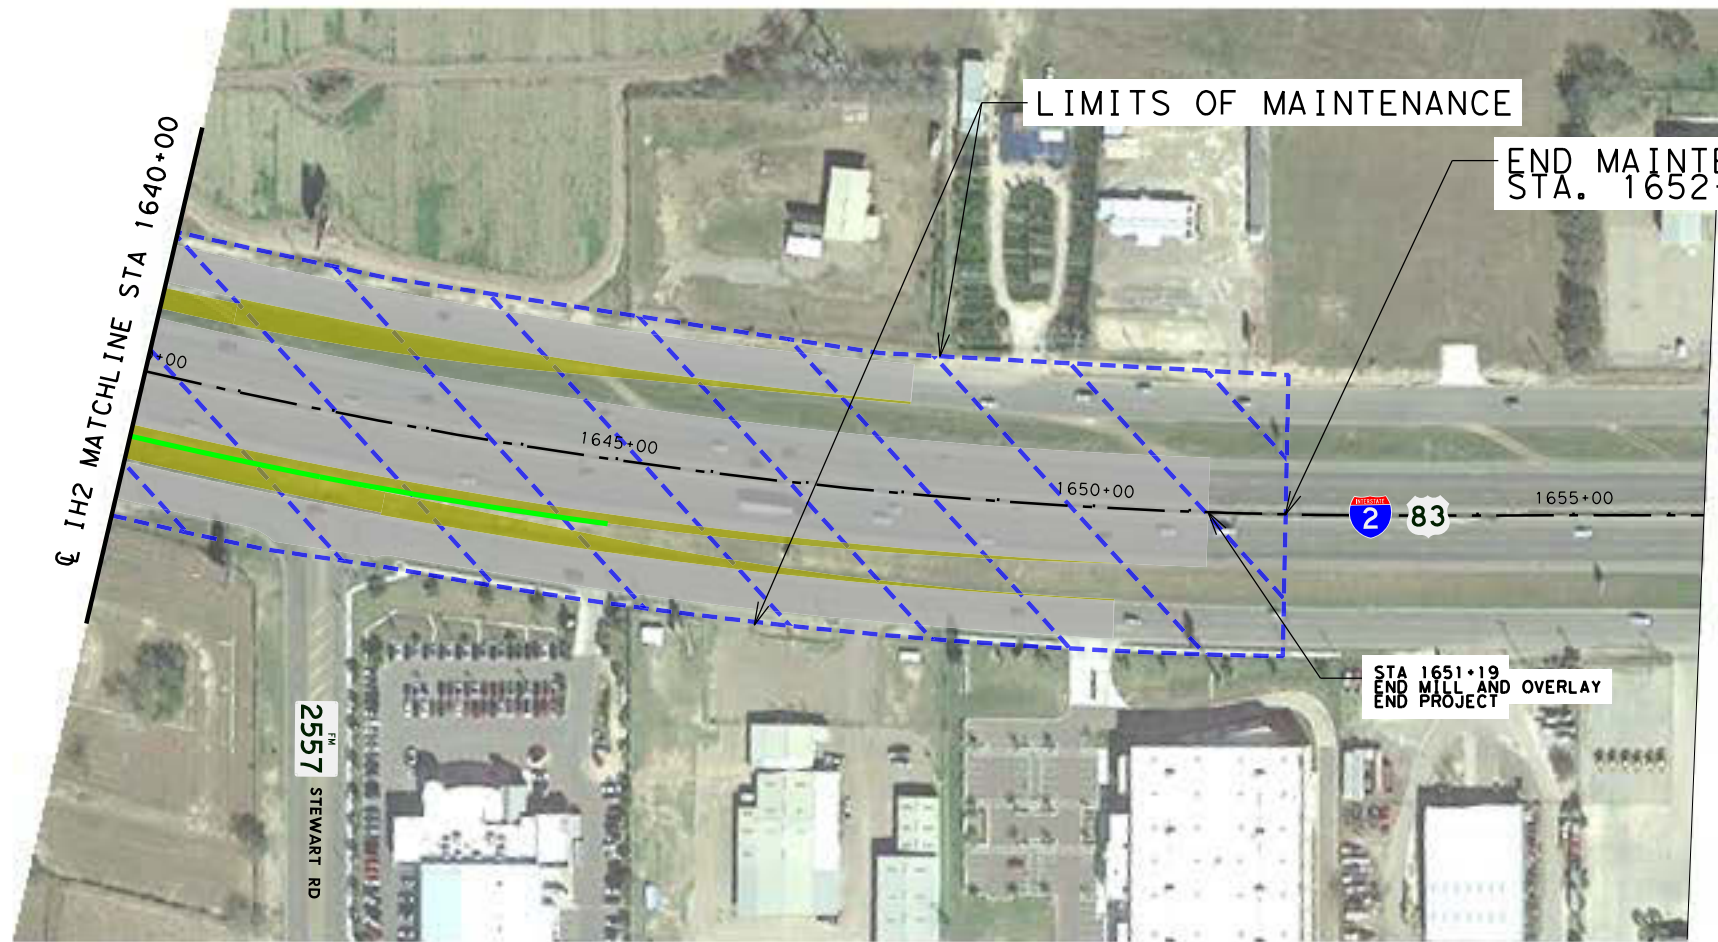 LIMITS OF MAINTENANCE
END
STA. 1652
℄ IH2 MATCHLINE STA 1640+00
+00
1645+00
1650+00
INTERSTATE
2
83
1655+00
STA 1651+19
END MILL AND OVERLAY
END PROJECT
FM
2557
STEWART RD